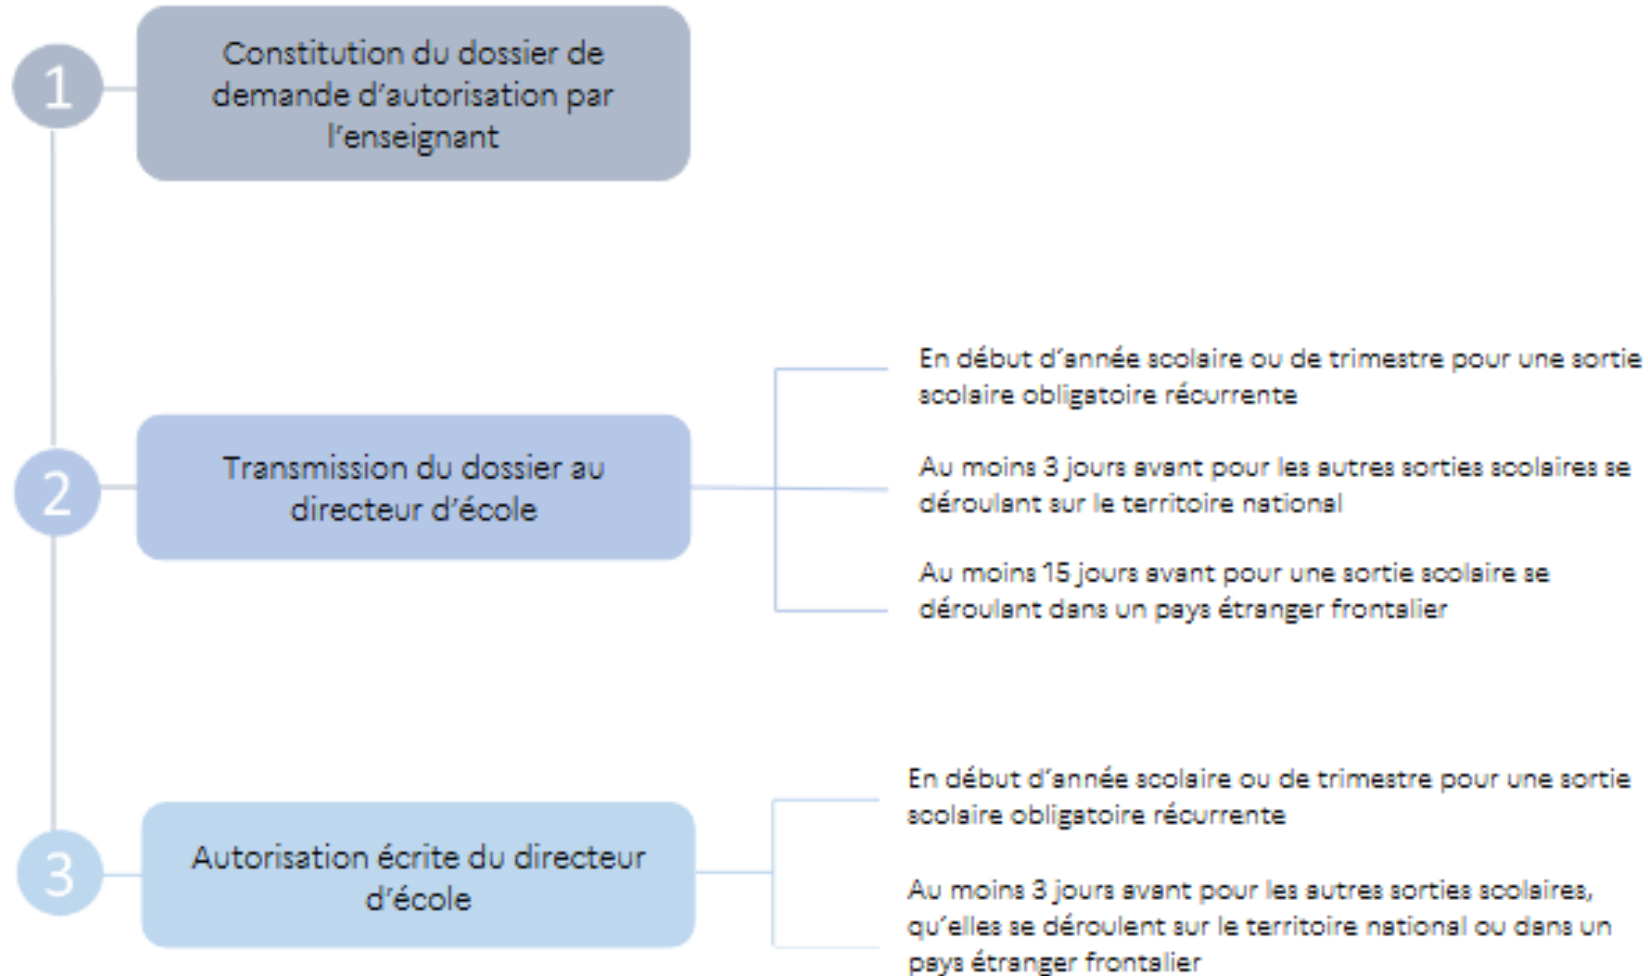 1
Constitution du dossier de
demande d'autorisation par
l'enseignant
2
Transmission du dossier au
directeur d'école
En début d'année scolaire ou de trimestre pour une sortie
scolaire obligatoire récurrente
Au moins 3 jours avant pour les autres sorties scolaires se
déroulant sur le territoire national
Au moins 15 jours avant pour une sortie scolaire se
déroulant dans un pays étranger frontalier
3
Autorisation écrite du directeur
d'école
En début d'année scolaire ou de trimestre pour une sortie
scolaire obligatoire récurrente
Au moins 3 jours avant pour les autres sorties scolaires,
qu'elles se déroulent sur le territoire national ou dans un
pays étranger frontalier